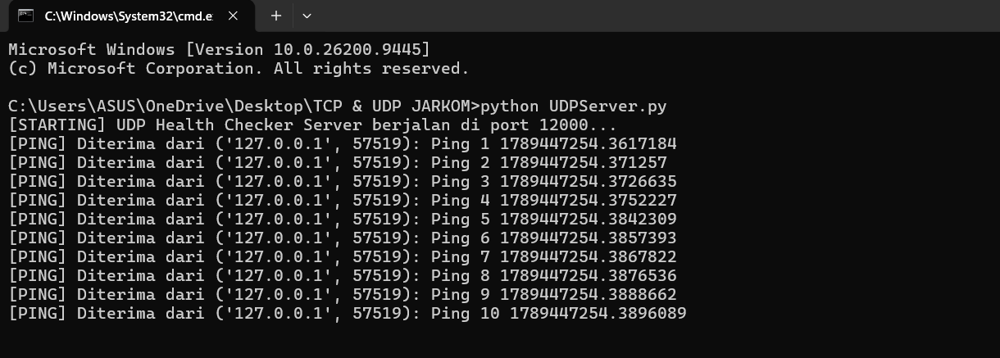 C:\Windows\System32\cmd.e
Microsoft Windows [Version 10.0.26200.9445]
(c) Microsoft Corporation. All rights reserved.
C:\Users\ASUS\OneDrive\Desktop\TCP & UDP JARKOM>python UDPServer.py
[STARTING] UDP Health Checker Server berjalan di port 12000...
[PING] Diterima dari ('127.0.0.1', 57519): Ping 1 1789447254.3617184
[PING] Diterima dari ('127.0.0.1', 57519): Ping 2 1789447254.371257
[PING] Diterima dari ('127.0.0.1', 57519): Ping 3 1789447254.3726635
[PING] Diterima dari ('127.0.0.1', 57519): Ping 4 1789447254.3752227
[PING] Diterima dari ('127.0.0.1', 57519): Ping 5 1789447254.3842309
[PING] Diterima dari ('127.0.0.1', 57519): Ping 6 1789447254.3857393
[PING] Diterima dari ('127.0.0.1', 57519): Ping 7 1789447254.3867822
[PING] Diterima dari ('127.0.0.1', 57519): Ping 8 1789447254.3876536
[PING] Diterima dari ('127.0.0.1', 57519): Ping 9 1789447254.3888662
[PING] Diterima dari ('127.0.0.1', 57519): Ping 10 1789447254.3896089